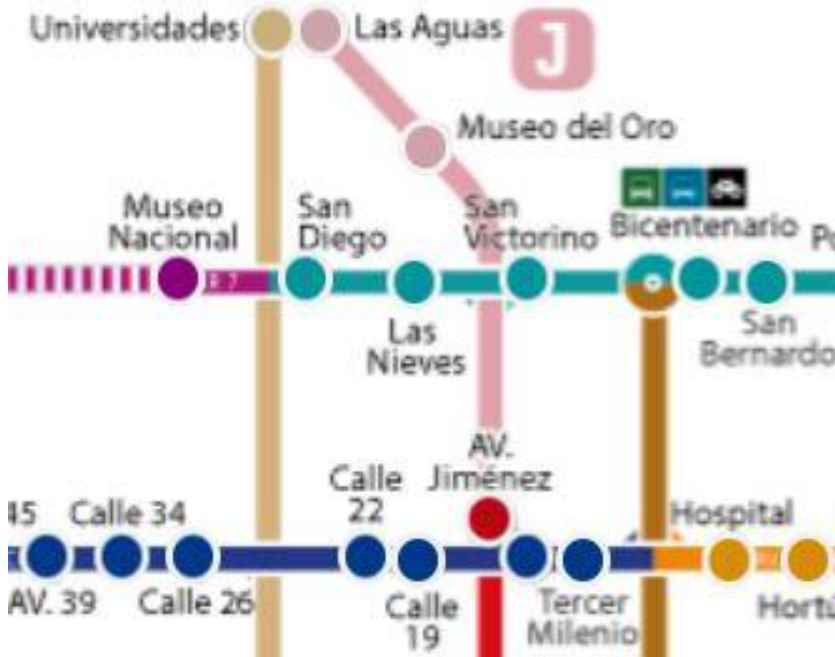 Universidades
Las Aguas
J
Museo del Oro
Museo
Nacional
San
Diego
San
Victorino
Bicentenario
R 7
Las
Nieves
San
Bernardo
AV.
Jiménez
Calle
22
45
Calle 34
Hospital
AV. 39
Calle 26
Calle
19
Tercer
Milenio